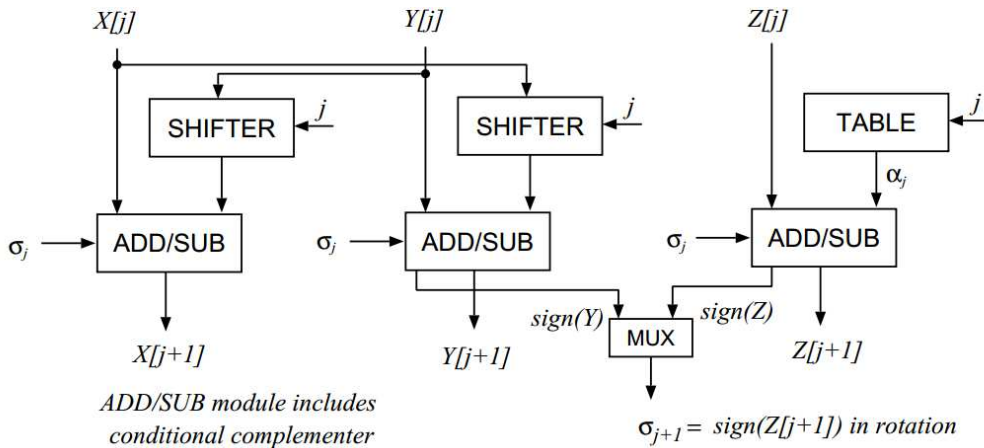 X[j]
Y[j]
Z[j]
SHIFTER
j
SHIFTER
j
TABLE
j
αj
σj
ADD/SUB
σj
ADD/SUB
σj
ADD/SUB
sign(Y)
sign(Z)
MUX
X[j+1]
Y[j+1]
Z[j+1]
ADD/SUB module includes
conditional complementer
σj+1 = sign(Z[j+1]) in rotation